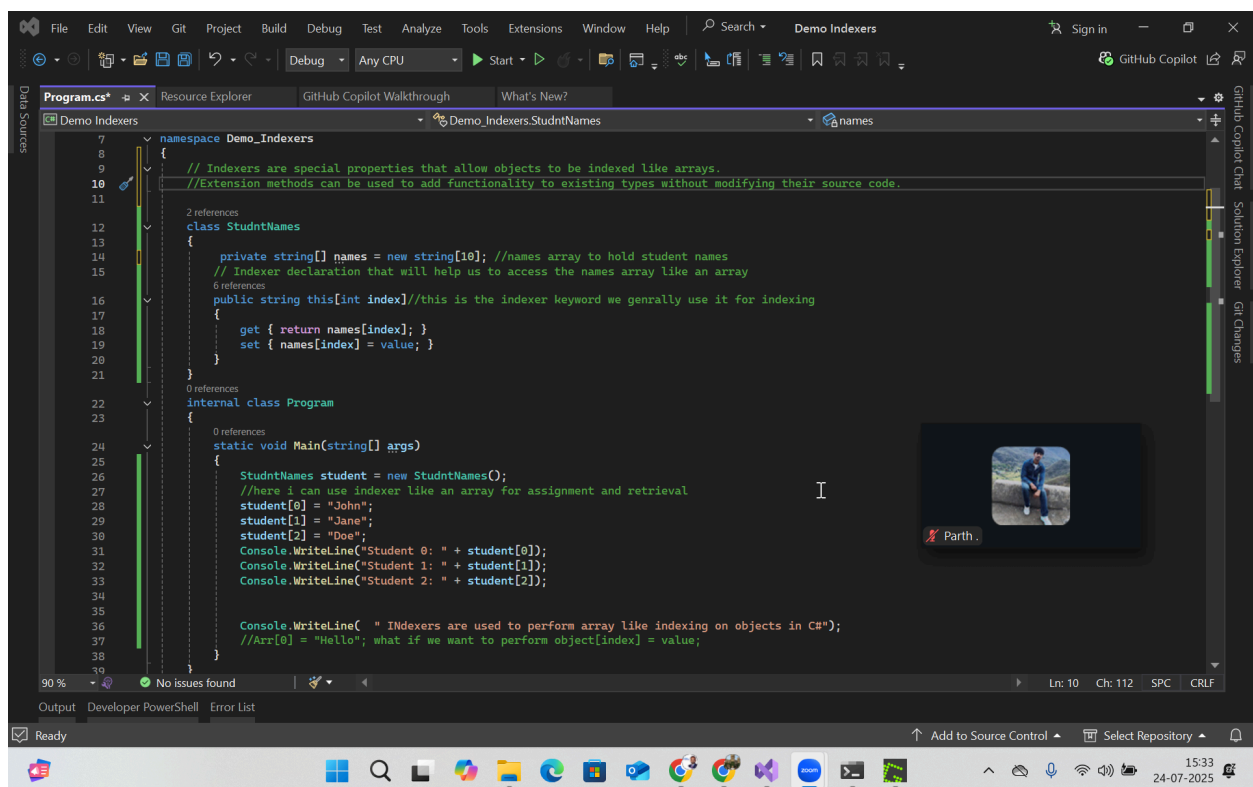 File Edit View Git Project Build Debug Test Analyze Tools Extensions Window Help Search Demo Indexers Sign in
Debug Any CPU Start GitHub Copilot
Program.cs* Resource Explorer GitHub Copilot Walkthrough What's New?
Demo Indexers Demo_Indexers.StudntNames names
Data Sources
GitHub Copilot Chat
Solution Explorer
Git Changes
7 namespace Demo_Indexers
8 {
9 // Indexers are special properties that allow objects to be indexed like arrays.
10 //Extension methods can be used to add functionality to existing types without modifying their source code.
11
2 references
12 class StudntNames
13 {
14 private string[] names = new string[10]; //names array to hold student names
15 // Indexer declaration that will help us to access the names array like an array
6 references
16 public string this[int index]//this is the indexer keyword we genrally use it for indexing
17 {
18 get { return names[index]; }
19 set { names[index] = value; }
20 }
21 }
0 references
22 internal class Program
23 {
0 references
24 static void Main(string[] args)
25 {
26 StudntNames student = new StudntNames();
27 //here i can use indexer like an array for assignment and retrieval
28 student[0] = "John";
29 student[1] = "Jane";
30 student[2] = "Doe";
31 Console.WriteLine("Student 0: " + student[0]);
32 Console.WriteLine("Student 1: " + student[1]);
33 Console.WriteLine("Student 2: " + student[2]);
34
35
36 Console.WriteLine( " INdexers are used to perform array like indexing on objects in C#");
37 //Arr[0] = "Hello"; what if we want to perform object[index] = value;
38 }
39 }
Parth .
90 % No issues found Ln: 10 Ch: 112 SPC CRLF
Output Developer PowerShell Error List
Ready Add to Source Control Select Repository
zoom
15:33
24-07-2025